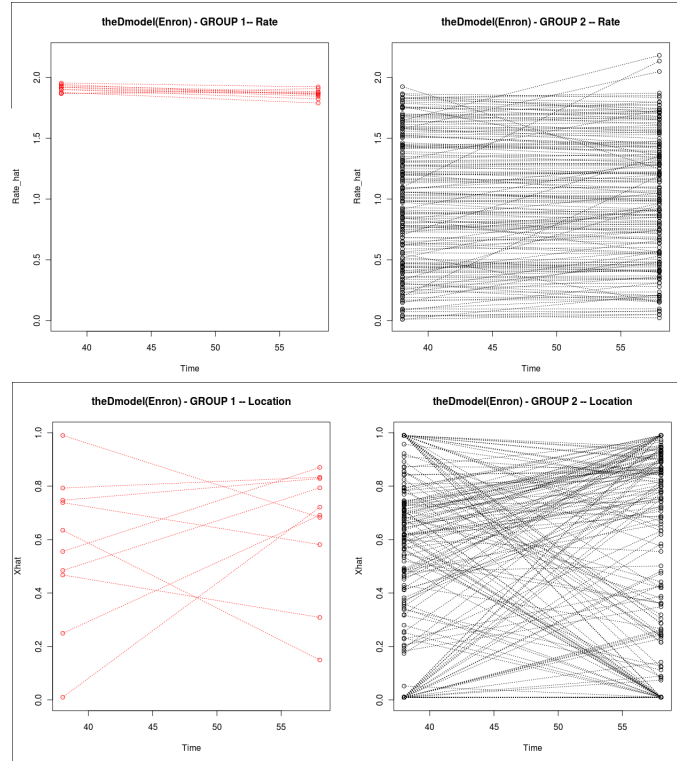 theDmodel(Enron) - GROUP 1-- Rate
theDmodel(Enron) - GROUP 2 -- Rate
Rate_hat
2.0
1.5
1.0
0.5
0.0
40 45 50 55
Time
Rate_hat
2.0
1.5
1.0
0.5
0.0
40 45 50 55
Time
theDmodel(Enron) - GROUP 1 -- Location
theDmodel(Enron) - GROUP 2 -- Location
Xhat
1.0
0.8
0.6
0.4
0.2
0.0
40 45 50 55
Time
Xhat
1.0
0.8
0.6
0.4
0.2
0.0
40 45 50 55
Time